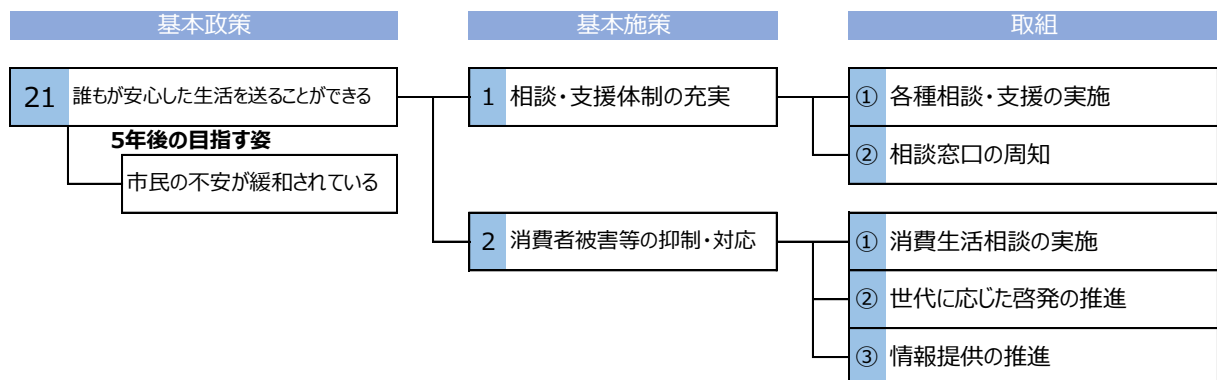 基本政策
基本施策
取組
21 誰もが安心した生活を送ることができる
5年後の目指す姿
市民の不安が緩和されている
1 相談・支援体制の充実
① 各種相談・支援の実施
② 相談窓口の周知
2 消費者被害等の抑制・対応
① 消費生活相談の実施
② 世代に応じた啓発の推進
③ 情報提供の推進